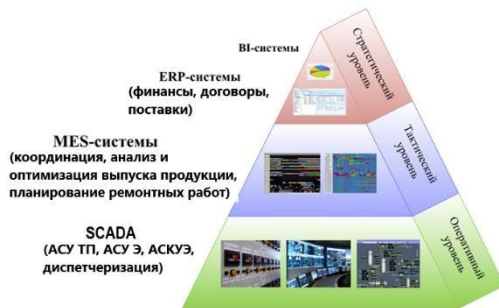 BI-системы
ERP-системы
(финансы, договоры,
поставки)
MES-системы
(координация, анализ и
оптимизация выпуска продукции,
планирование ремонтных работ)
SCADA
(АСУ ТП, АСУ Э, АСКУЭ,
диспетчеризация)
Стратегический
уровень
Тактический
уровень
Оперативный
уровень